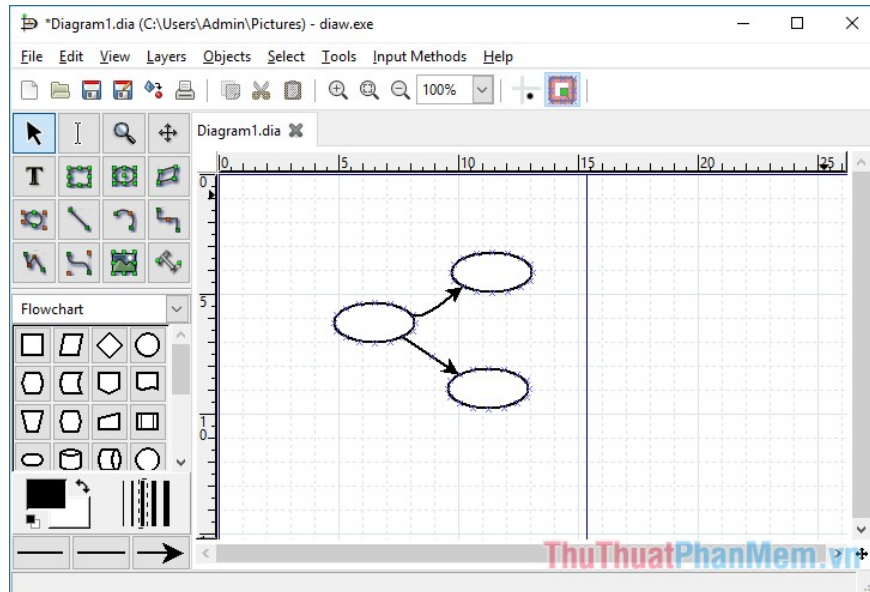 *Diagram1.dia (C:\Users\Admin\Pictures) - diaw.exe
File Edit View Layers Objects Select Tools Input Methods Help
100%
Diagram1.dia
0 5 10 15 20 25
0
T
Flowchart
5
10
ThuThuatPhanMem.vn